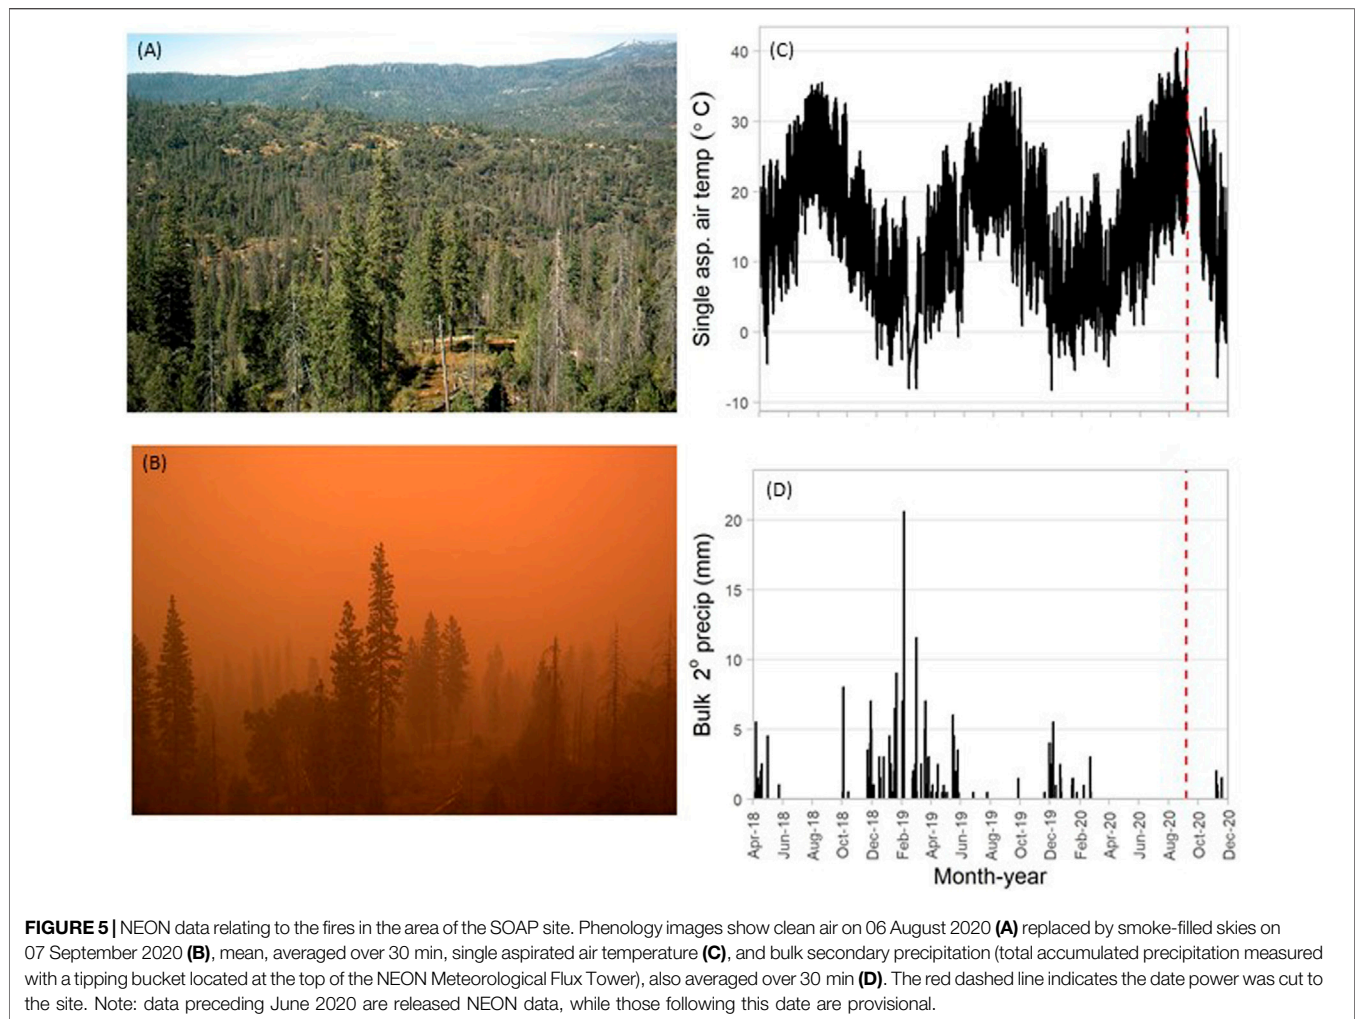 (A)
(B)
(C)
Single asp. air temp (° C)
40
30
20
10
0
-10
(D)
Bulk 2° precip (mm)
20
15
10
5
0
Apr-18
Jun-18
Aug-18
Oct-18
Dec-18
Feb-19
Apr-19
Jun-19
Aug-19
Oct-19
Dec-19
Feb-20
Apr-20
Jun-20
Aug-20
Oct-20
Dec-20
Month-year
FIGURE 5 | NEON data relating to the fires in the area of the SOAP site. Phenology images show clean air on 06 August 2020 (A) replaced by smoke-filled skies on
07 September 2020 (B), mean, averaged over 30 min, single aspirated air temperature (C), and bulk secondary precipitation (total accumulated precipitation measured
with a tipping bucket located at the top of the NEON Meteorological Flux Tower), also averaged over 30 min (D). The red dashed line indicates the date power was cut to
the site. Note: data preceding June 2020 are released NEON data, while those following this date are provisional.